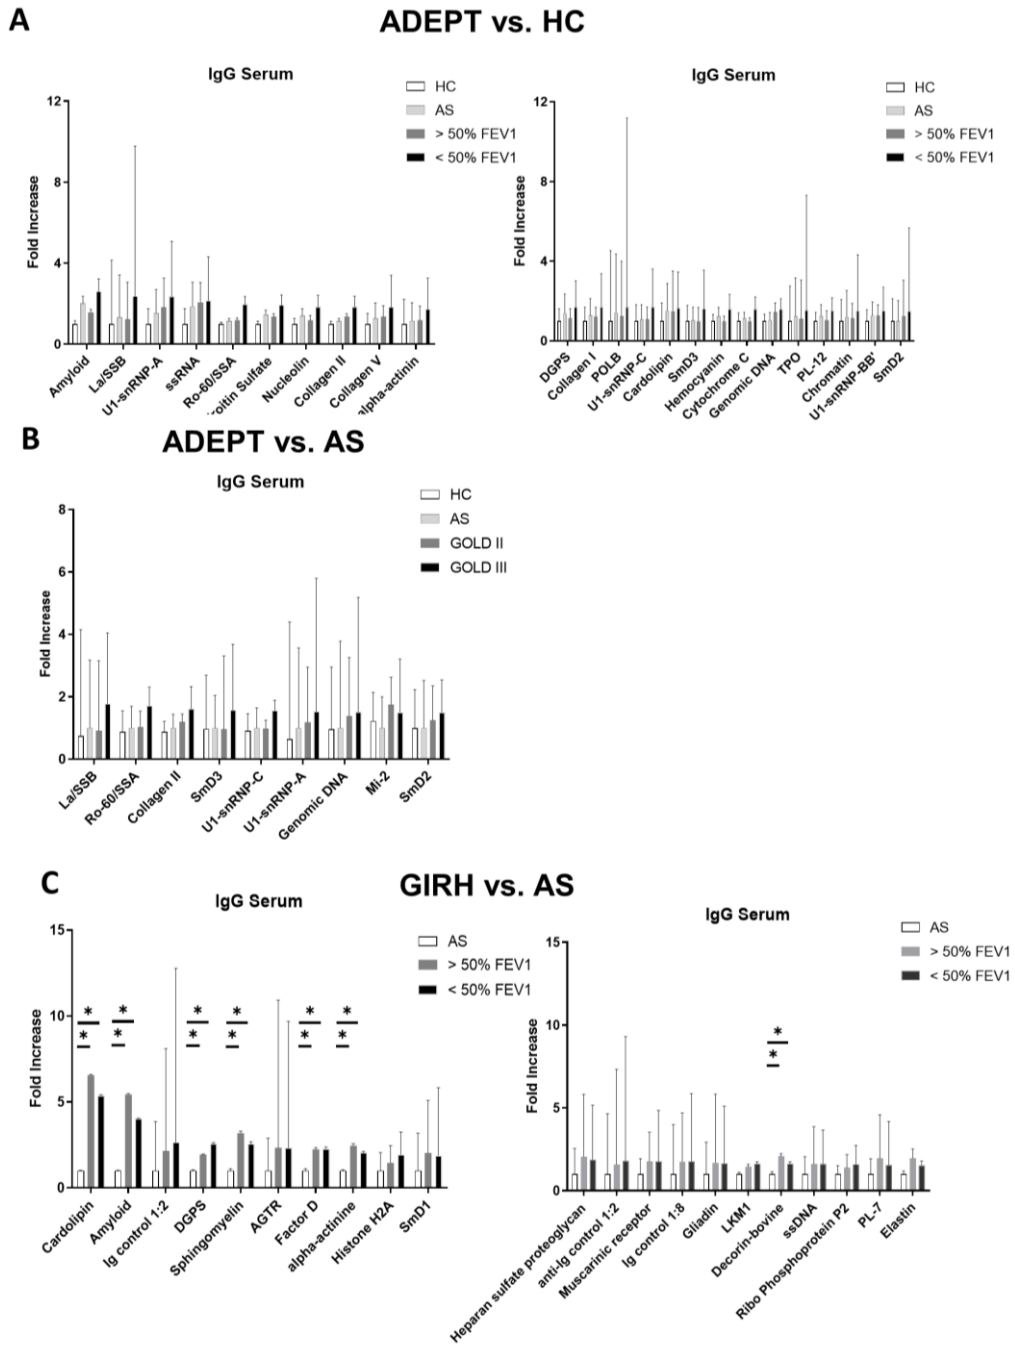 A
ADEPT vs. HC
IgG Serum
HC
AS
> 50% FEV1
< 50% FEV1
Fold Increase
12
8
4
0
Amyloid
La/SSB
U1-snRNP-A
ssRNA
Ro-60/SSA
roitin Sulfate
Nucleolin
Collagen II
Collagen V
alpha-actinin
IgG Serum
HC
AS
> 50% FEV1
< 50% FEV1
Fold Increase
12
8
4
0
DGPS
Collagen I
POLB
U1-snRNP-C
Cardolipin
SmD3
Hemocyanin
Cytochrome C
Genomic DNA
TPO
PL-12
Chromatin
U1-snRNP-BB'
SmD2
B
ADEPT vs. AS
IgG Serum
HC
AS
GOLD II
GOLD III
Fold Increase
8
6
4
2
0
La/SSB
Ro-60/SSA
Collagen II
SmD3
U1-snRNP-C
U1-snRNP-A
Genomic DNA
Mi-2
SmD2
C
GIRH vs. AS
IgG Serum
AS
> 50% FEV1
< 50% FEV1
Fold Increase
15
10
5
0
* * * * * *
* * * * * *
Cardolipin
Amyloid
Ig control 1:2
DGPS
Sphingomyelin
AGTR
Factor D
alpha-actinine
Histone H2A
SmD1
IgG Serum
AS
> 50% FEV1
< 50% FEV1
Fold Increase
15
10
5
0
*
*
Heparan sulfate proteoglycan
anti-Ig control 1:2
Muscarinic receptor
Ig control 1:8
Gliadin
LKM1
Decorin-bovine
ssDNA
Ribo Phosphoprotein P2
PL-7
Elastin